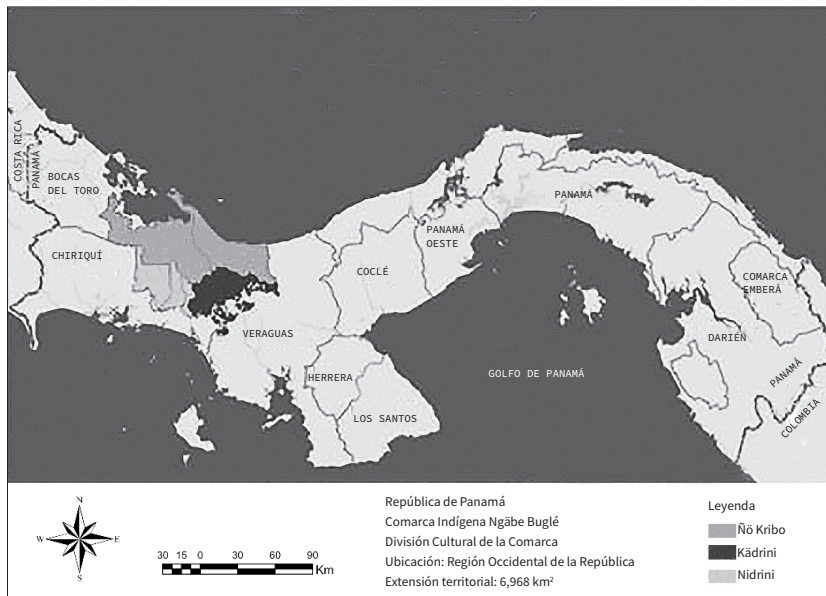 COSTA RICA
PANAMÁ
BOCAS
DEL TORO
CHIRIQUÍ
VERAGUAS
COCLÉ
HERRERA
LOS SANTOS
PANAMÁ
OESTE
PANAMÁ
GOLFO DE PANAMÁ
COMARCA
EMBERÁ
DARIÉN
PANAMÁ
COLOMBIA
N
W E
S
30 15 0 30 60 90
Km
República de Panamá
Comarca Indígena Ngäbe Buglé
División Cultural de la Comarca
Ubicación: Región Occidental de la República
Extensión territorial: 6,968 km²
Leyenda
Ñö Kribo
Kädrini
Nidrini